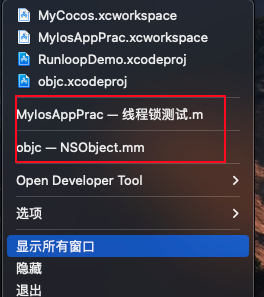 MyCocos.xcworkspace
MyIosAppPrac.xcworkspace
RunloopDemo.xcodeproj
objc.xcodeproj
MyIosAppPrac — 线程锁测试.m
objc — NSObject.mm
Open Developer Tool
选项
显示所有窗口
隐藏
退出